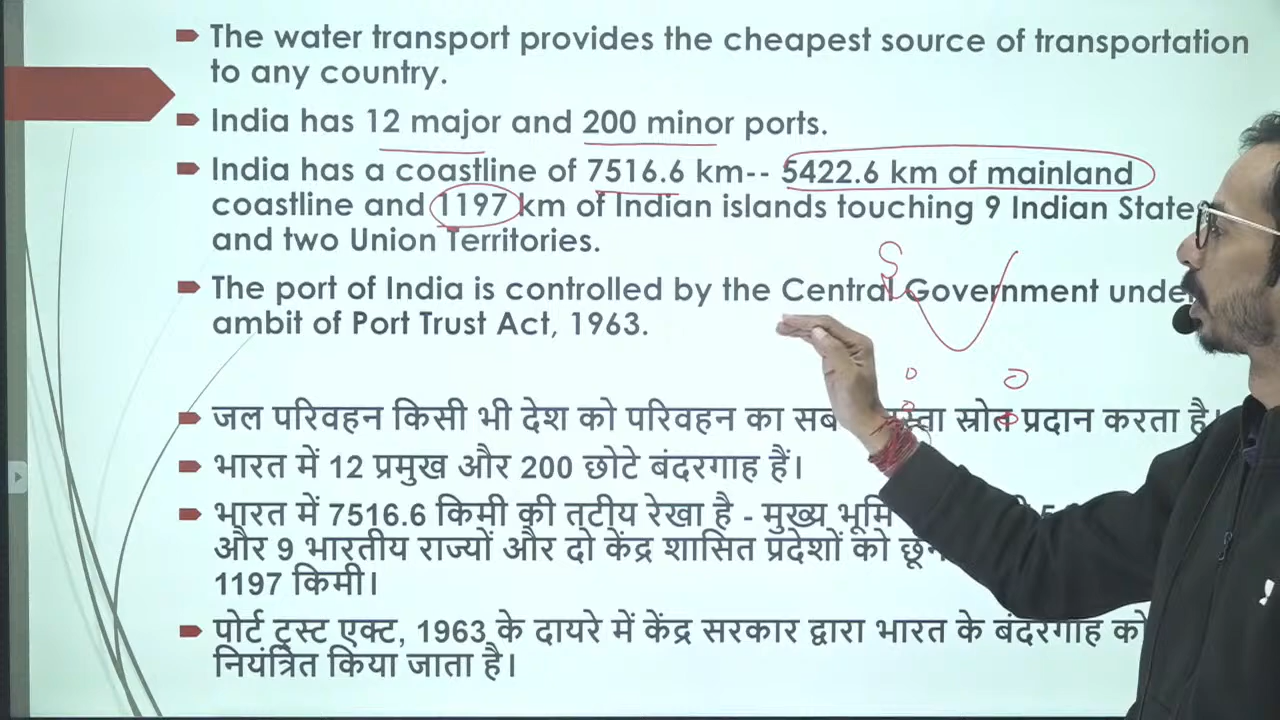 The water transport provides the cheapest source of transportation
to any country.
India has 12 major and 200 minor ports.
India has a coastline of 7516.6 km-- 5422.6 km of mainland
coastline and 1197 km of Indian islands touching 9 Indian State
and two Union Territories.
The port of India is controlled by the Central Government unde
ambit of Port Trust Act, 1963.
जल परिवहन किसी भी देश को परिवहन का सब स्ता स्रोत प्रदान करता है।
भारत में 12 प्रमुख और 200 छोटे बंदरगाह हैं।
भारत में 7516.6 किमी की तटीय रेखा है - मुख्य भूमि
और 9 भारतीय राज्यों और दो केंद्र शासित प्रदेशों को
1197 किमी।
पोर्ट ट्रस्ट एक्ट, 1963 के दायरे में केंद्र सरकार द्वारा भारत के बंदरगाह को
नियंत्रित किया जाता है।